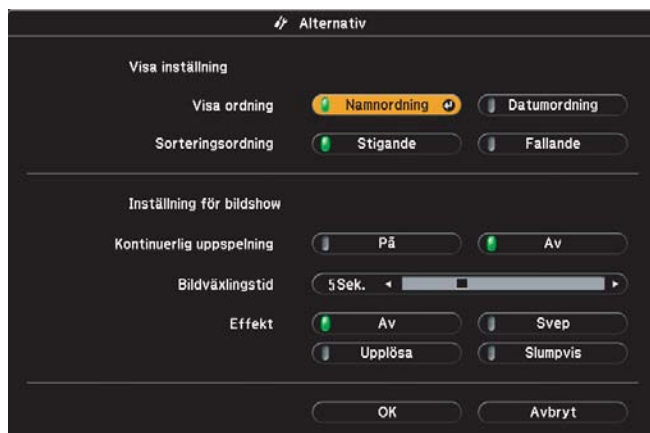 Alternativ
Visa inställning
Visa ordning Namnordning Datumordning
Sorteringsordning Stigande Fallande
Inställning för bildshow
Kontinuerlig uppspelning På Av
Bildväxlingstid 5Sek.
Effekt Av Svep
Upplösa Slumpvis
OK Avbryt